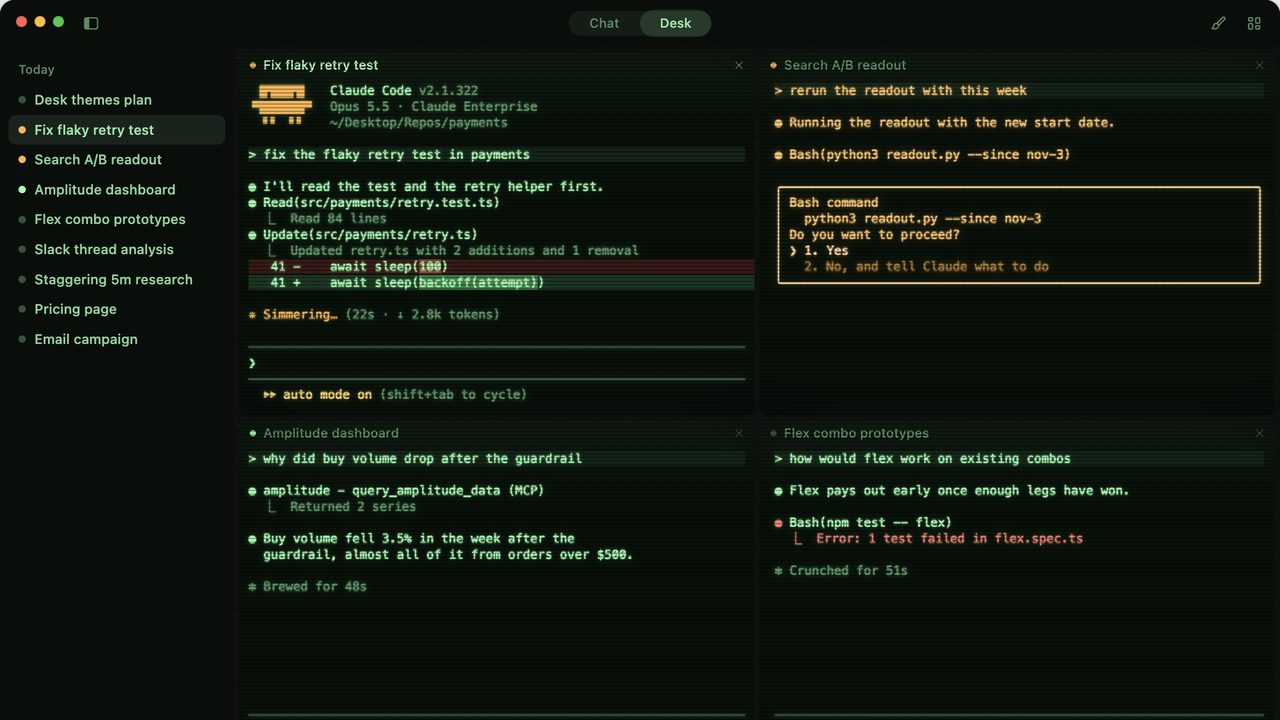 Chat
Desk
Today
Desk themes plan
Fix flaky retry test
Search A/B readout
Amplitude dashboard
Flex combo prototypes
Slack thread analysis
Staggering 5m research
Pricing page
Email campaign
Fix flaky retry test
Claude Code v2.1.322
Opus 5.5 · Claude Enterprise
~/Desktop/Repos/payments
> fix the flaky retry test in payments
I'll read the test and the retry helper first.
Read(src/payments/retry.test.ts)
Read 84 lines
Update(src/payments/retry.ts)
Updated retry.ts with 2 additions and 1 removal
41 - await sleep(100)
41 + await sleep(backoff(attempt))
Simmering… (22s · ↓ 2.8k tokens)
❯
auto mode on (shift+tab to cycle)
Search A/B readout
> rerun the readout with this week
Running the readout with the new start date.
Bash(python3 readout.py --since nov-3)
Bash command
python3 readout.py --since nov-3
Do you want to proceed?
❯ 1. Yes
2. No, and tell Claude what to do
Amplitude dashboard
> why did buy volume drop after the guardrail
amplitude - query_amplitude_data (MCP)
Returned 2 series
Buy volume fell 3.5% in the week after the
guardrail, almost all of it from orders over $500.
Brewed for 48s
Flex combo prototypes
> how would flex work on existing combos
Flex pays out early once enough legs have won.
Bash(npm test -- flex)
Error: 1 test failed in flex.spec.ts
Crunched for 51s